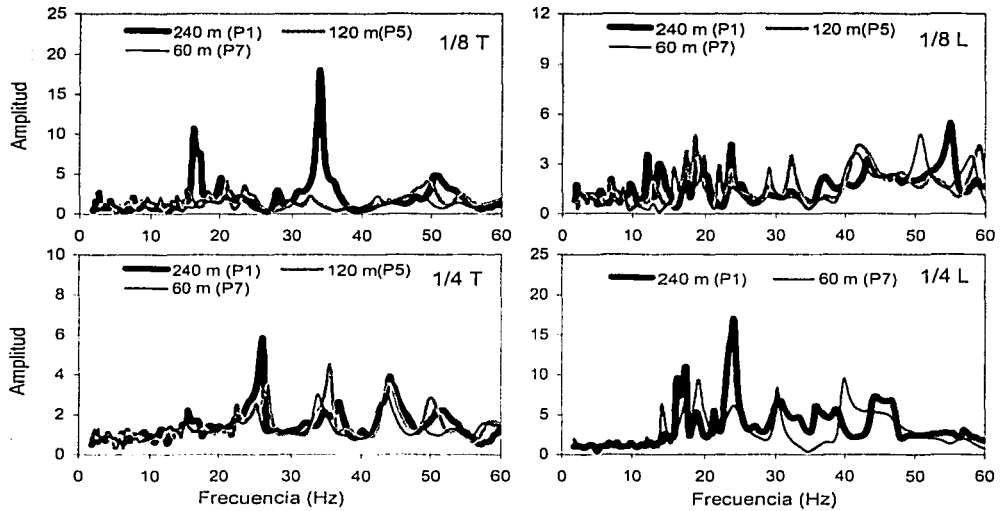 25
240 m (P1) 120 m(P5)
60 m (P7)
1/8 T
20
15
10
5
0
Amplitud
0 10 20 30 40 50 60
12
240 m (P1) 120 m(P5)
60 m (P7)
1/8 L
9
6
3
0
0 10 20 30 40 50 60
10
240 m (P1) 120 m(P5)
60 m (P7)
1/4 T
8
6
4
2
0
Amplitud
0 10 20 30 40 50 60
Frecuencia (Hz)
25
240 m (P1) 60 m (P7)
1/4 L
20
15
10
5
0
0 10 20 30 40 50 60
Frecuencia (Hz)